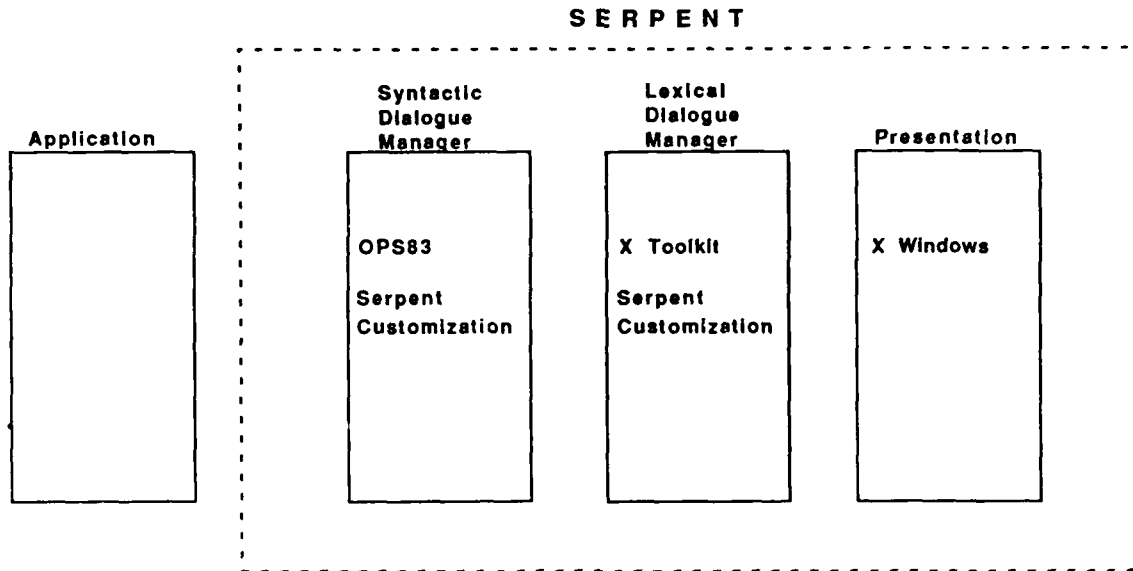 SERPENT
Application
Syntactic
Dialogue
Manager
Lexical
Dialogue
Manager
Presentation
OPS83
Serpent
Customization
X Toolkit
Serpent
Customization
X Windows